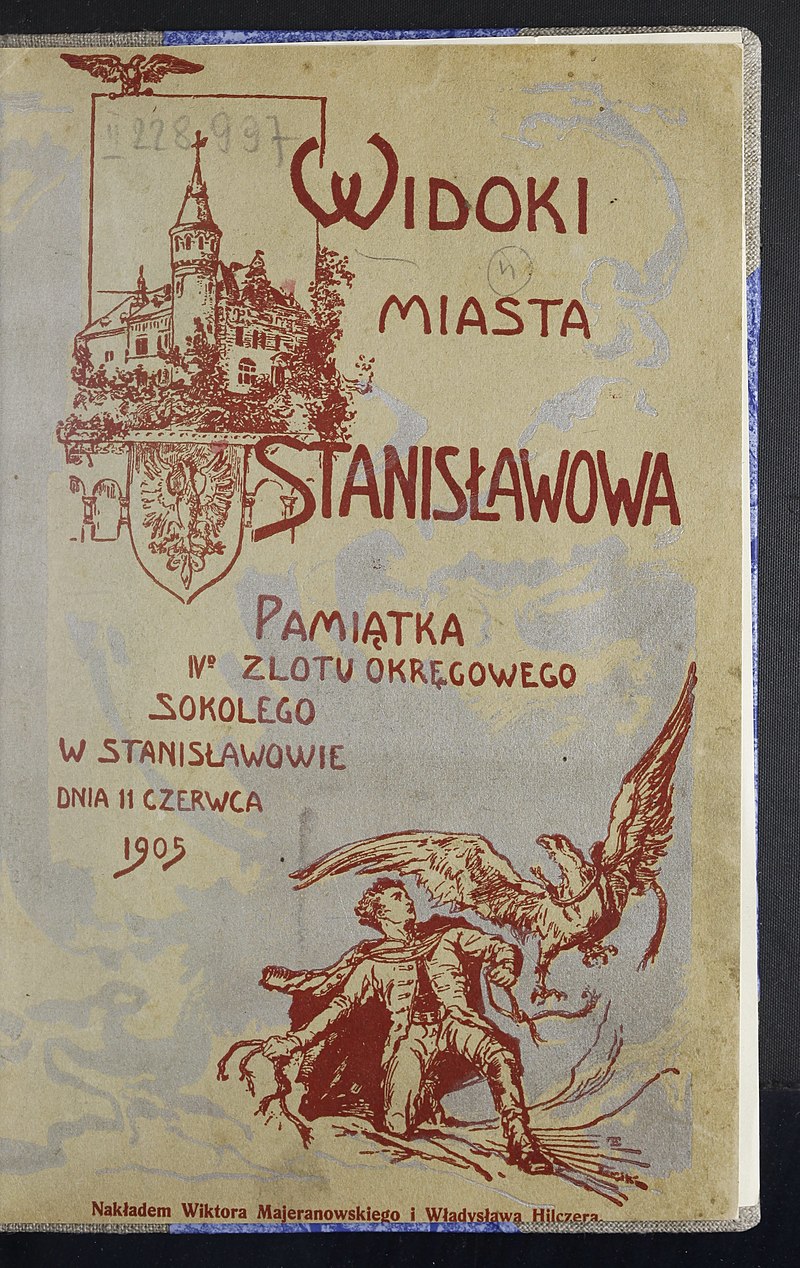 II 228.997
WIDOKI
MIASTA
STANISŁAWOWA
PAMIĄTKA
IVᵍᵒ ZLOTU OKRĘGOWEGO
SOKOLEGO
W STANISŁAWOWIE
DNIA 11 CZERWCA
1905
Nakładem Wiktora Majeranowskiego i Władysława Hilczera.